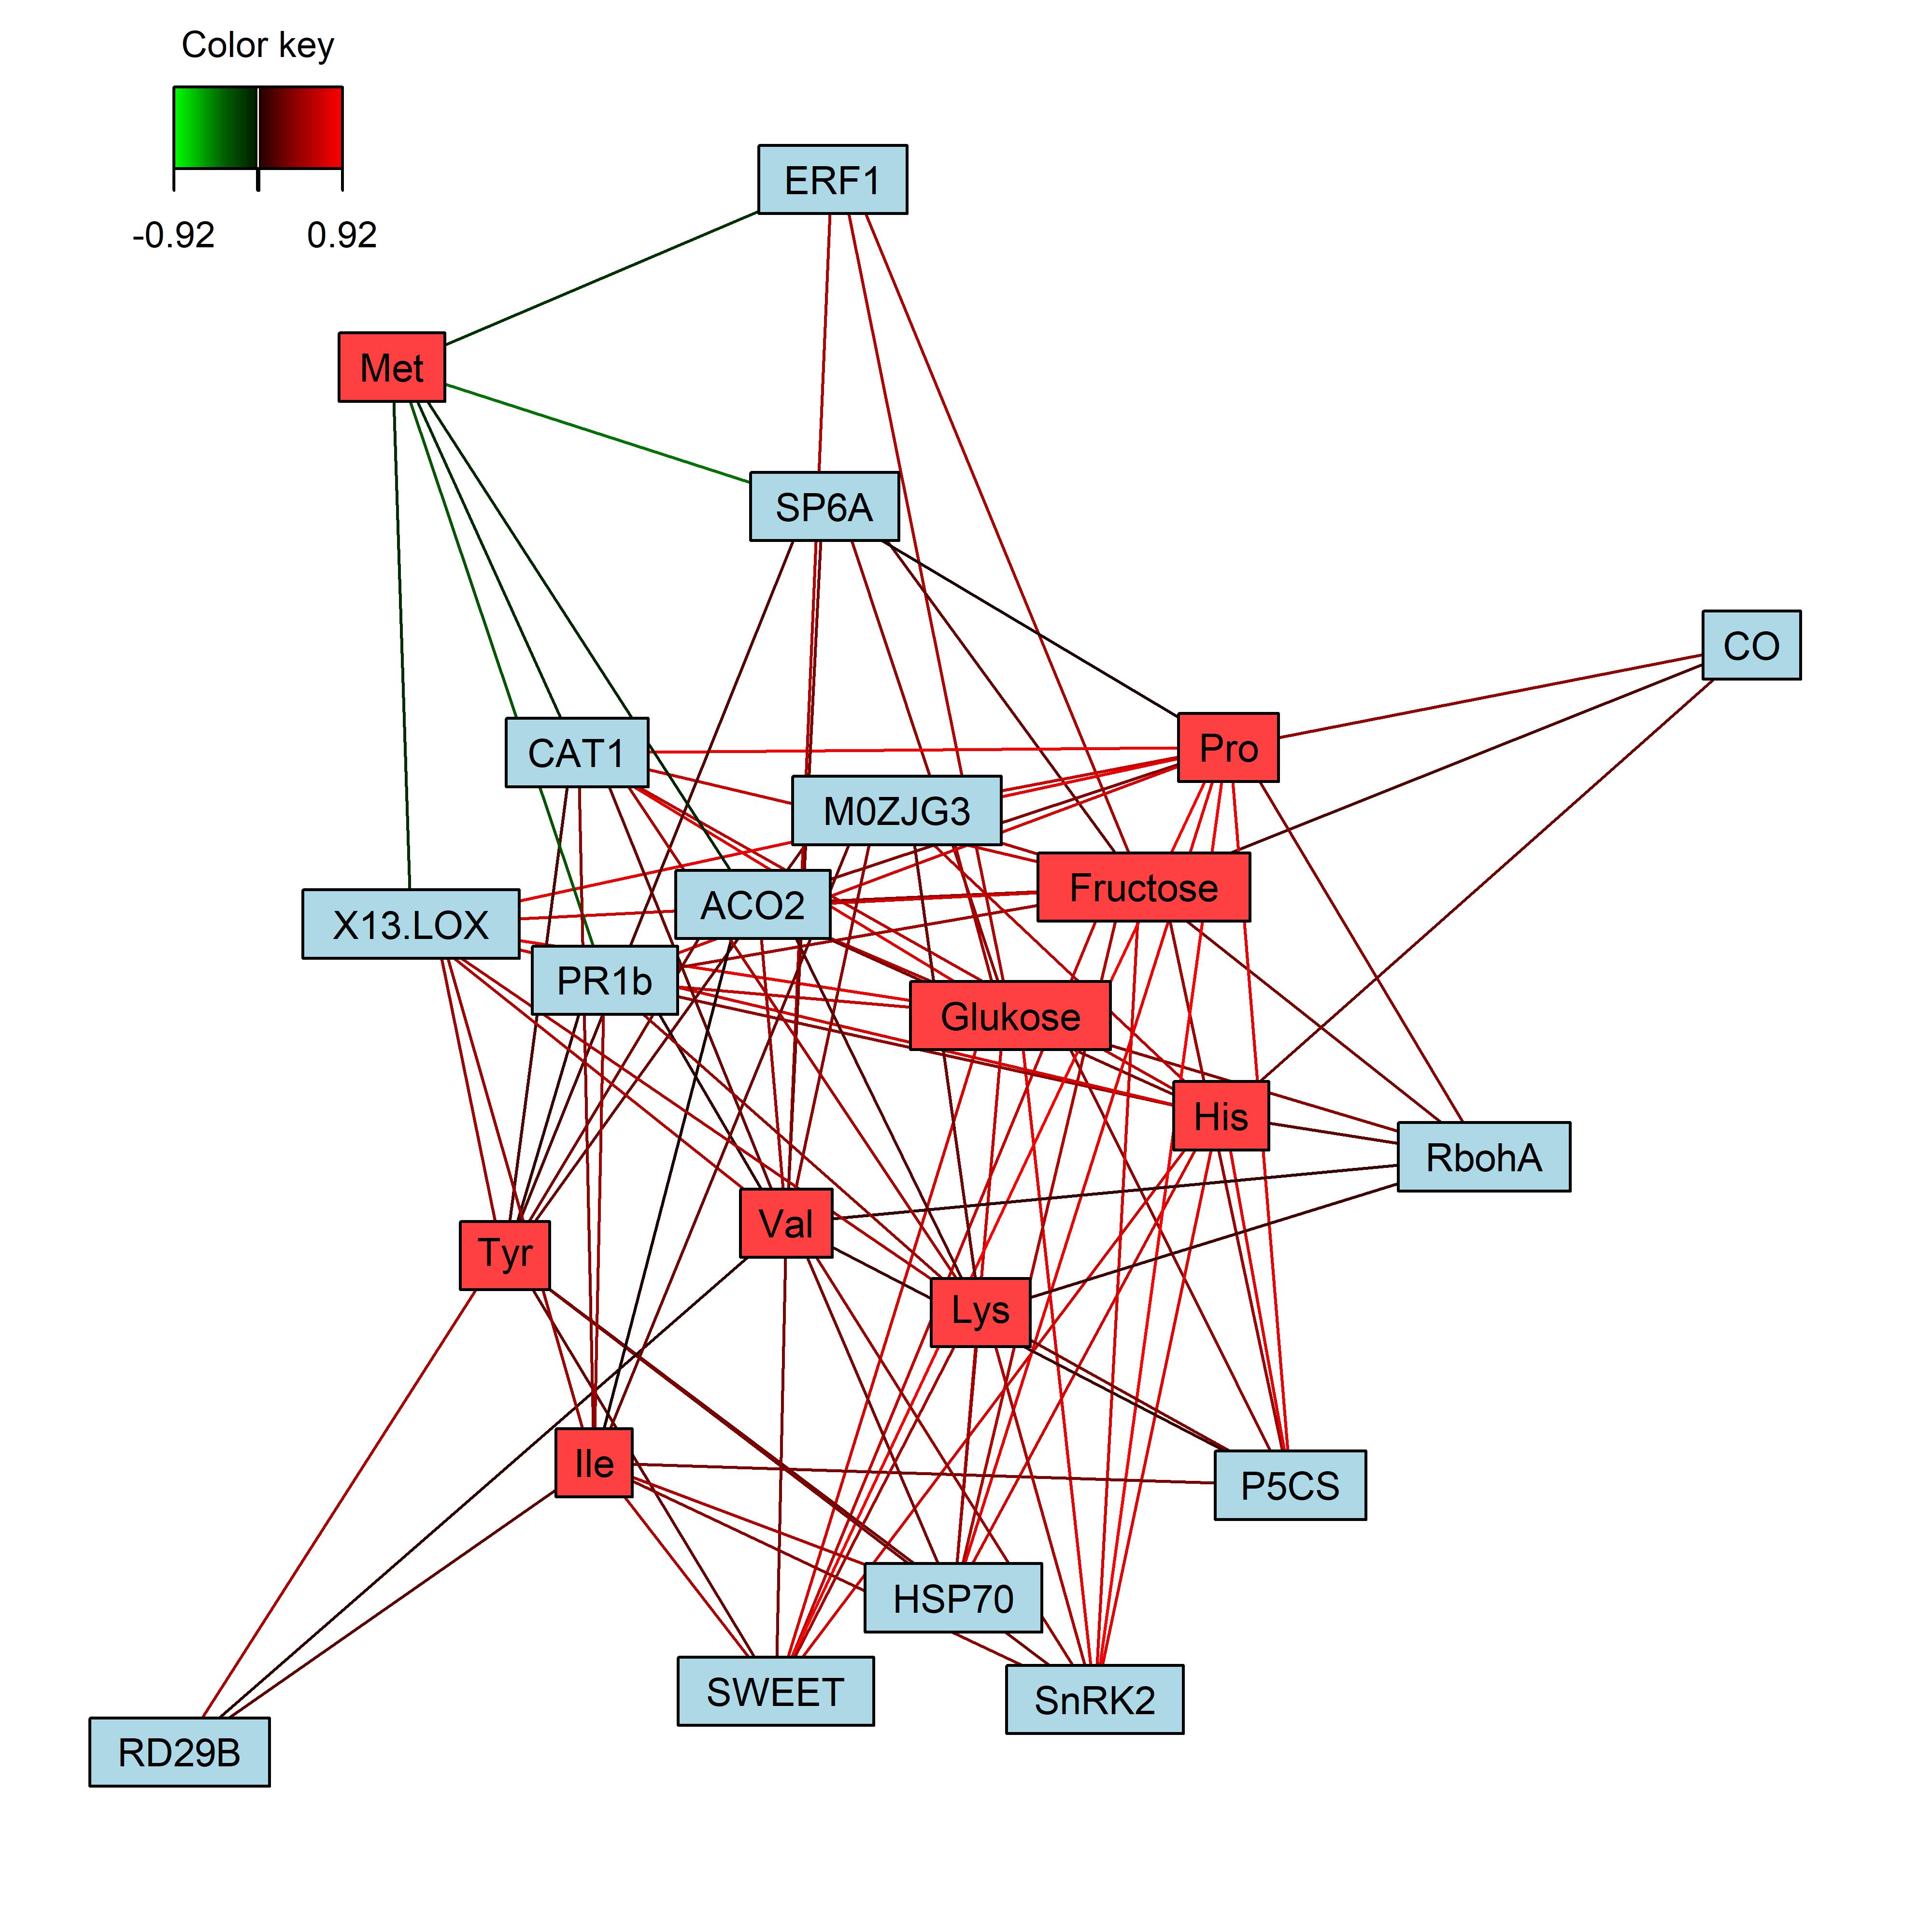 Color key
-0.92 0.92
ERF1
Met
SP6A
CO
Pro
CAT1
M0ZJG3
Fructose
ACO2
X13.LOX
PR1b
Glukose
His
RbohA
Val
Tyr
Lys
Ile
P5CS
HSP70
SWEET
SnRK2
RD29B